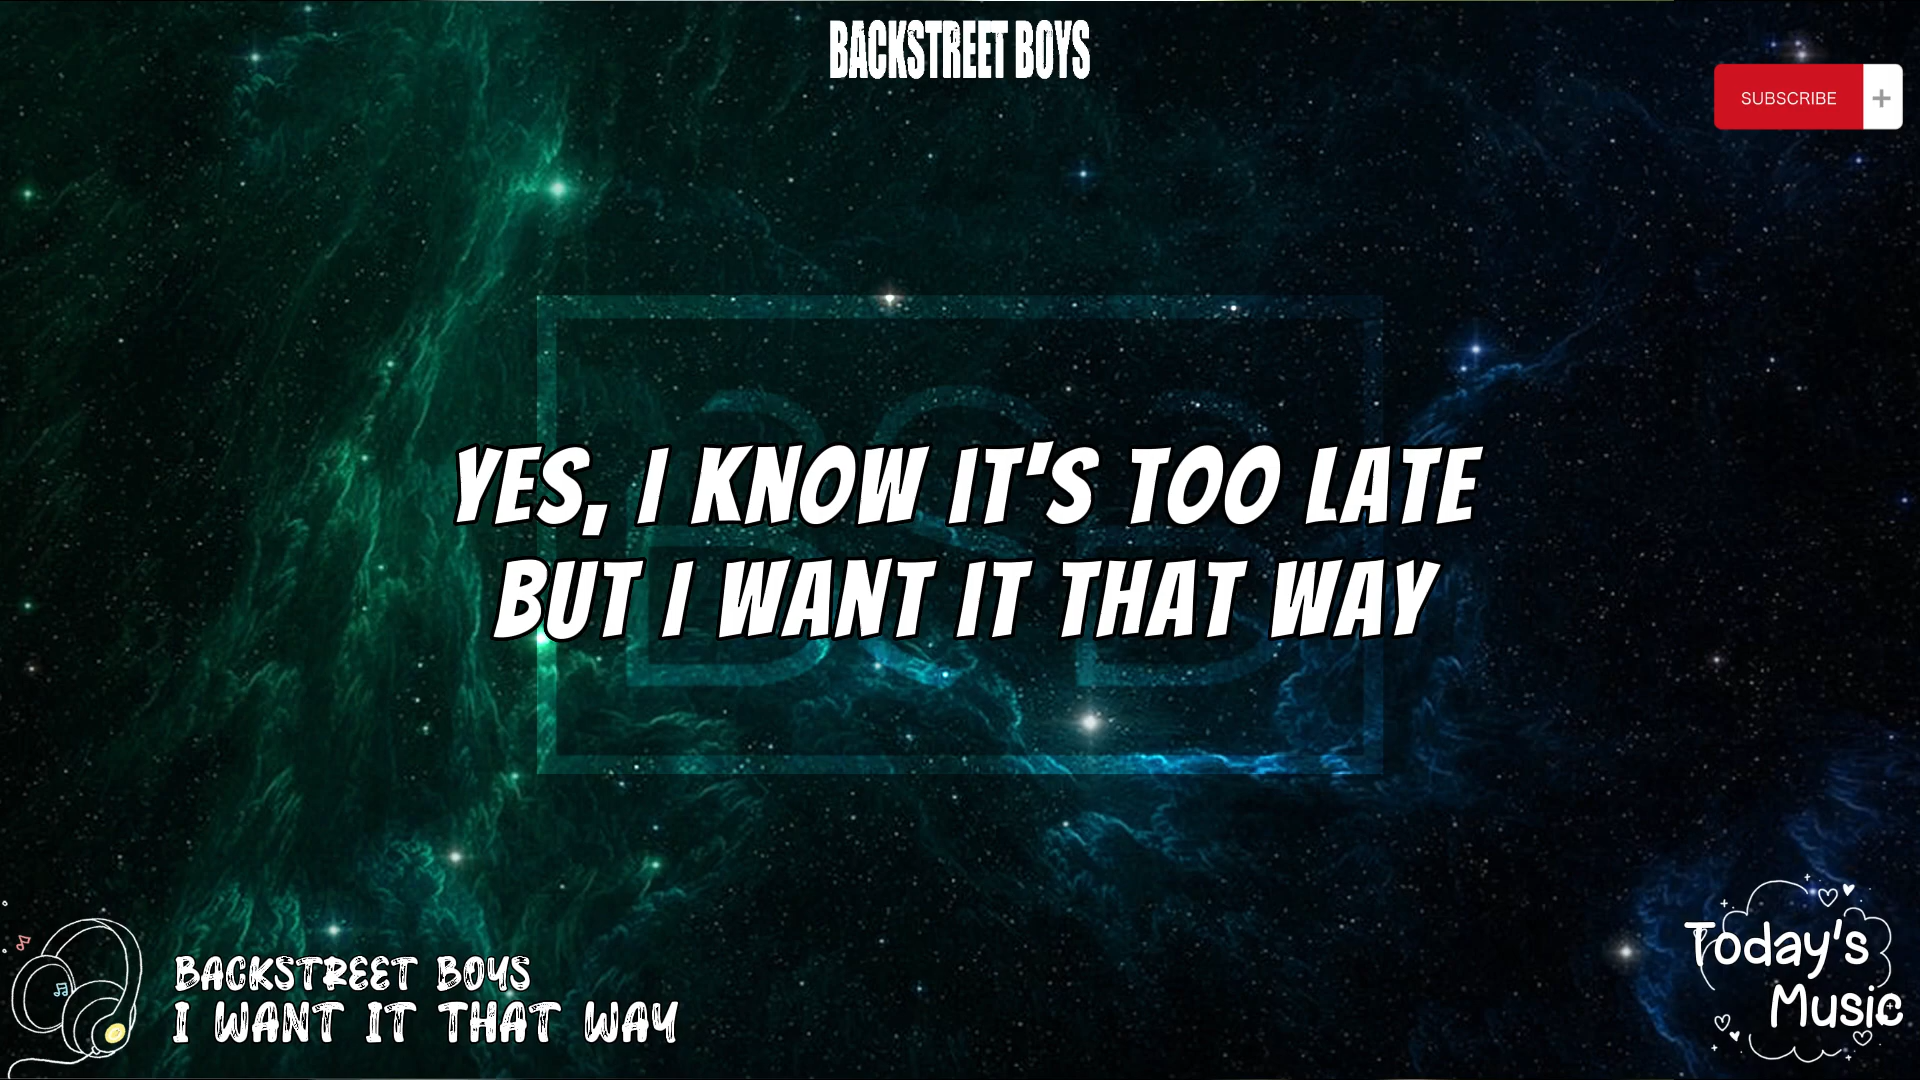 BACKSTREET BOYS
SUBSCRIBE +
BSB
YES, I KNOW IT'S TOO LATE
BUT I WANT IT THAT WAY
BACKSTREET BOYS
I WANT IT THAT WAY
Today's
Music